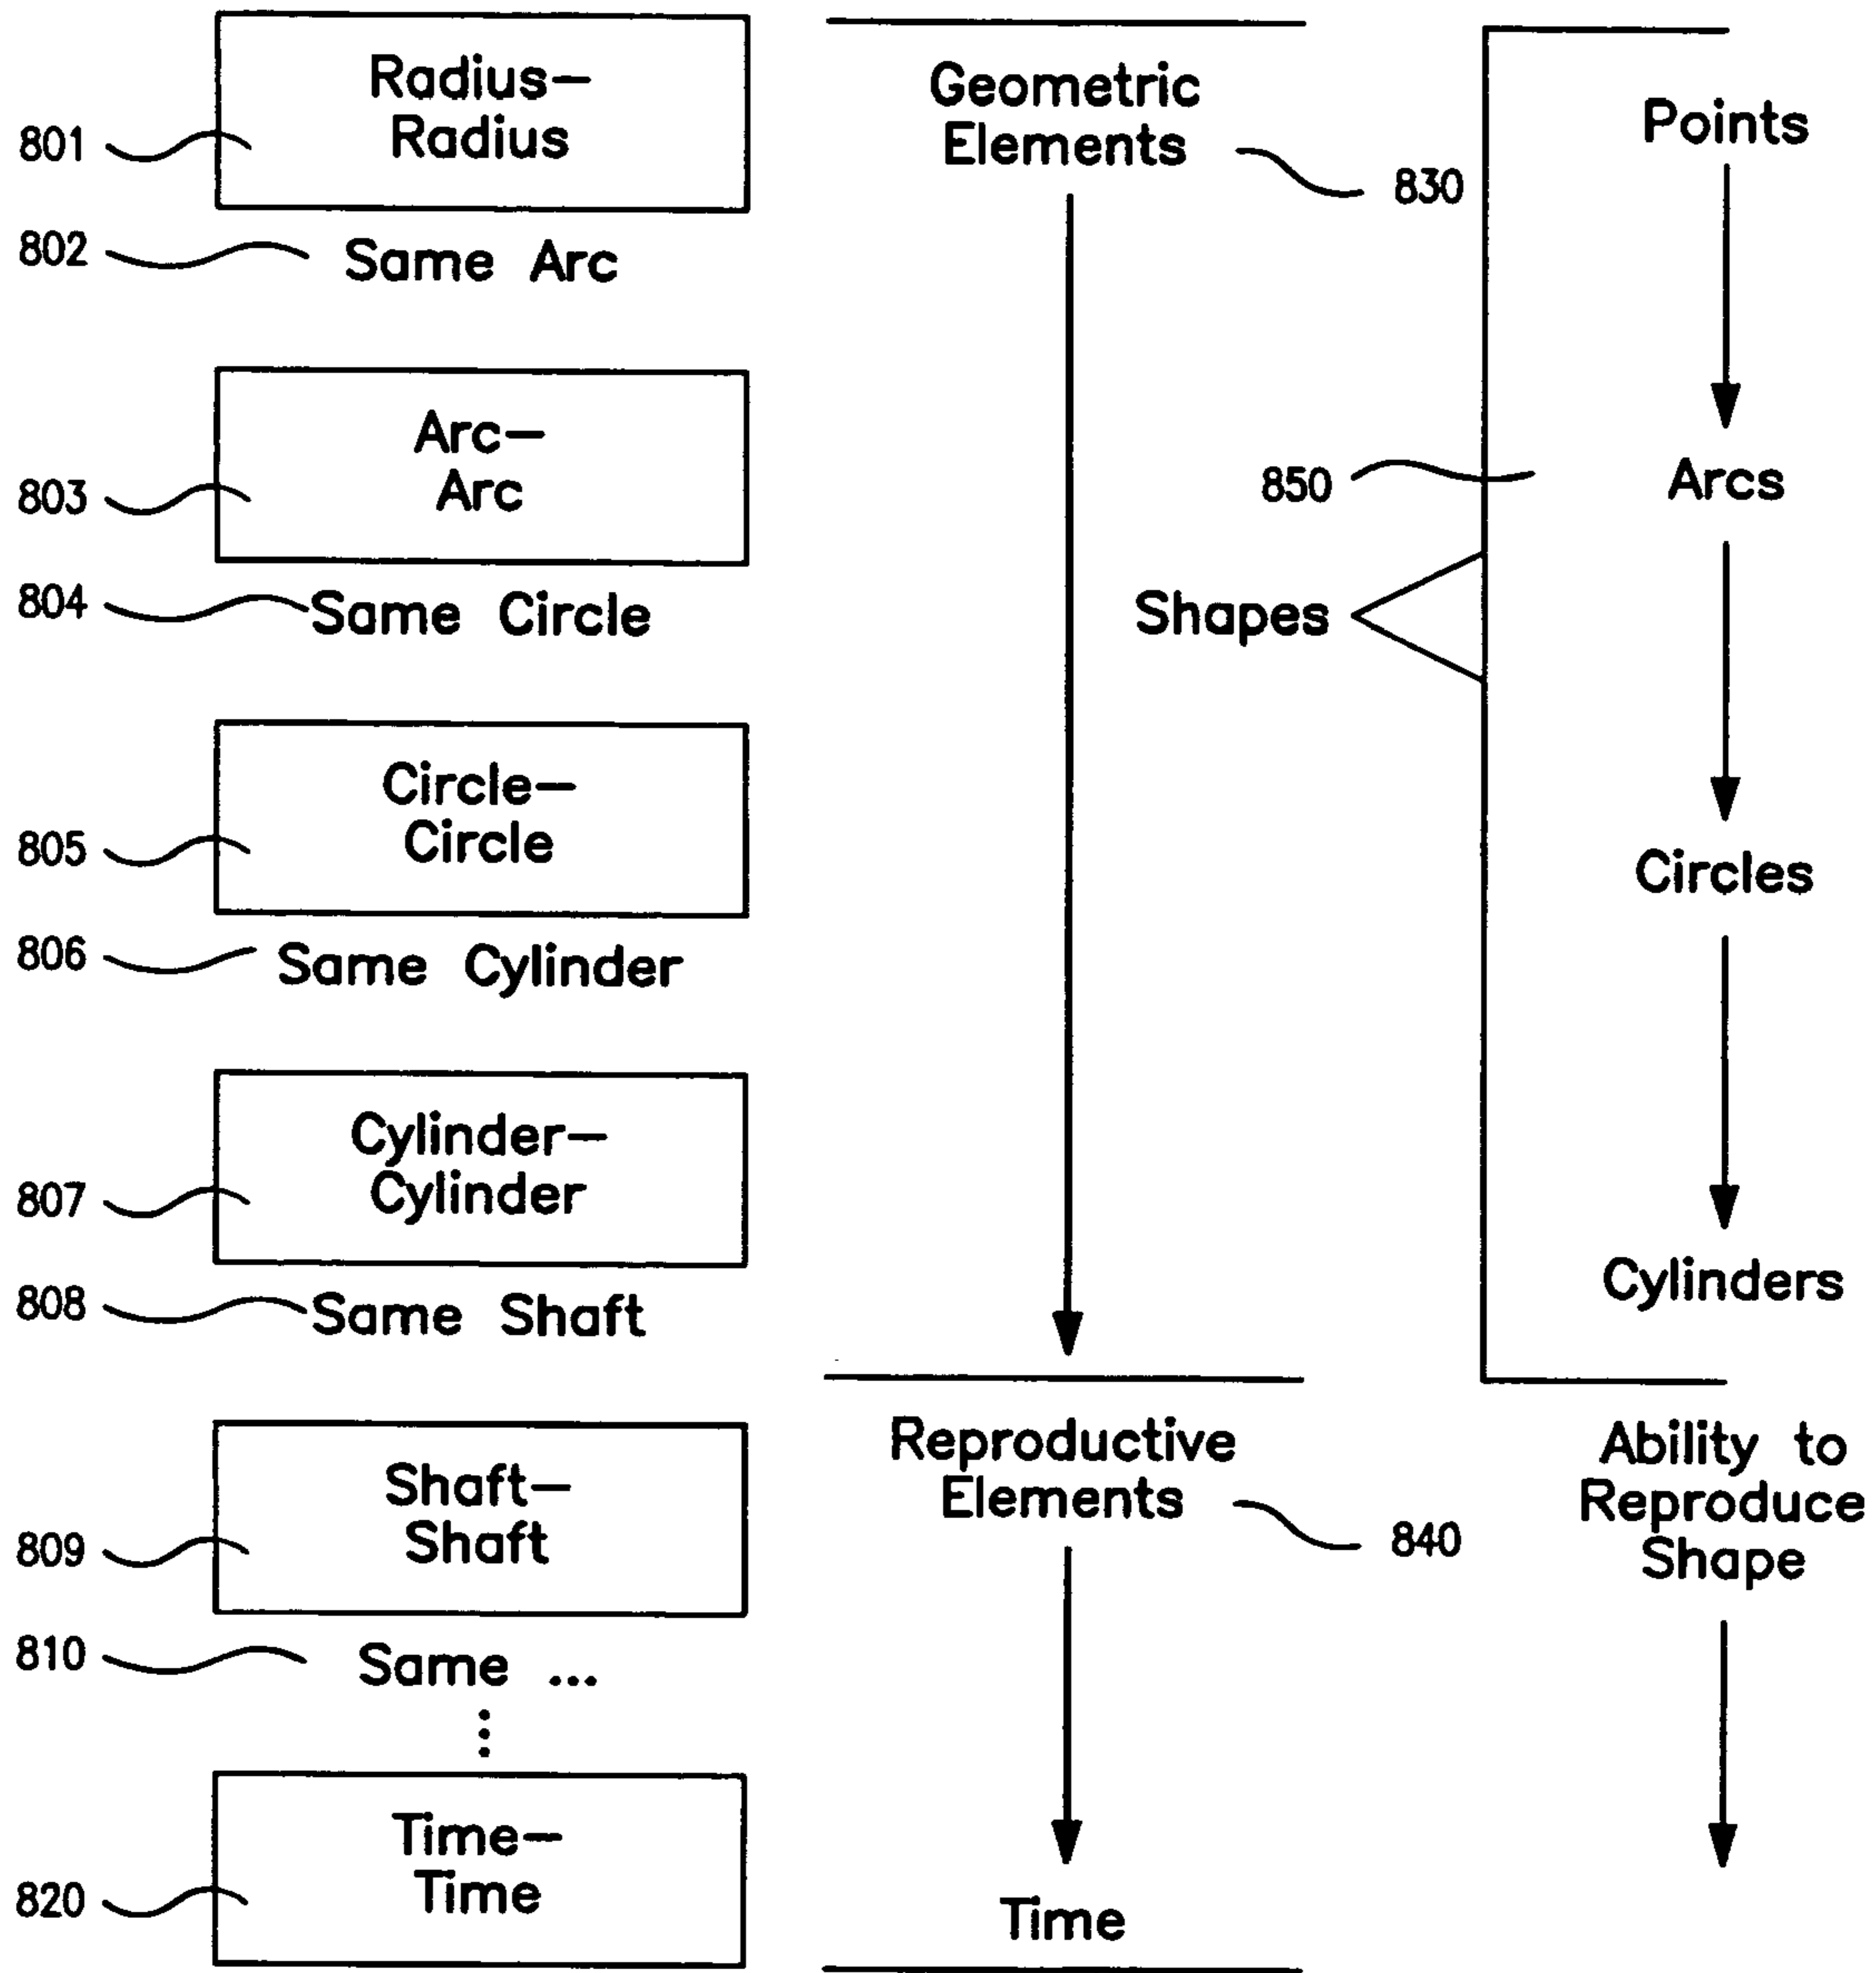 Radius—
Radius
801
802
Same Arc
Arc—
Arc
803
804
Same Circle
Circle—
Circle
805
806
Same Cylinder
Cylinder—
Cylinder
807
808
Same Shaft
Shaft—
Shaft
809
810
Same ...
Time—
Time
820
Geometric
Elements
830
Reproductive
Elements
840
Time
Points
850
Arcs
Shapes
Circles
Cylinders
Ability to
Reproduce
Shape